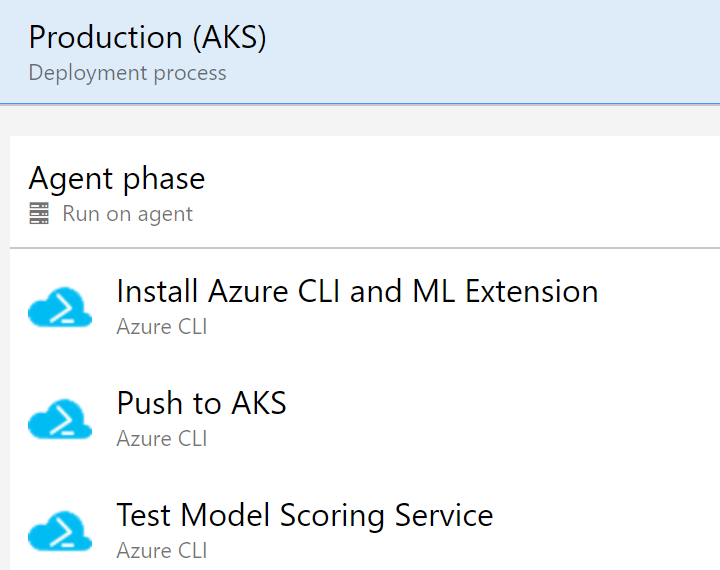 Production (AKS)
Deployment process
Agent phase
Run on agent
Install Azure CLI and ML Extension
Azure CLI
Push to AKS
Azure CLI
Test Model Scoring Service
Azure CLI